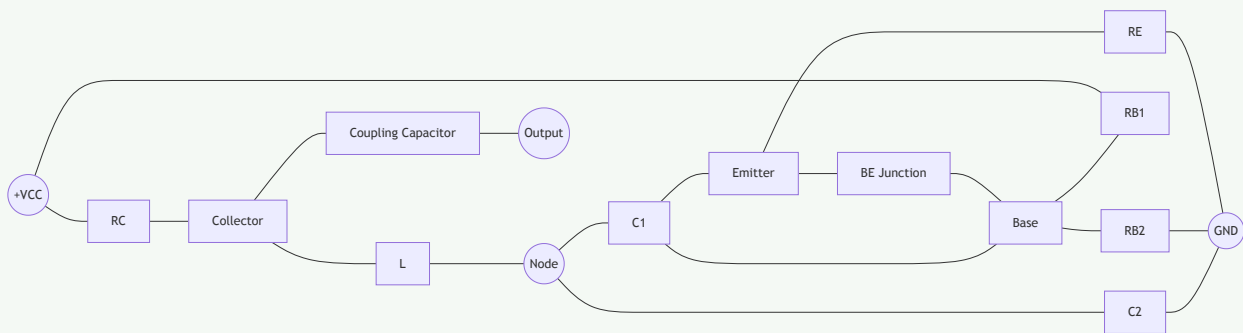 RE
RB1
Coupling Capacitor
Output
Emitter
BE Junction
+VCC
RC
Collector
C1
Base
RB2
GND
L
Node
C2